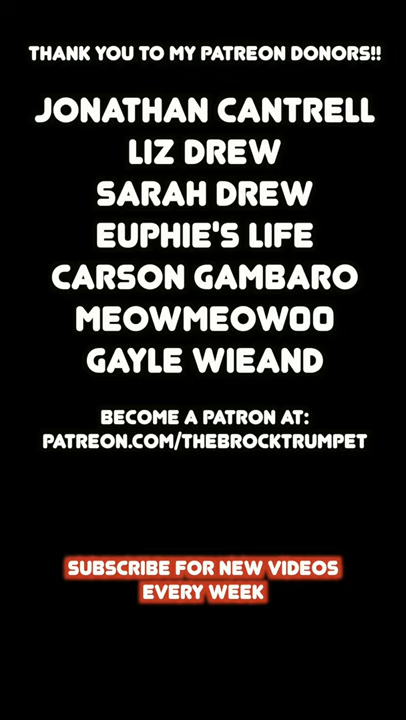 THANK YOU TO MY PATREON DONORS!!
JONATHAN CANTRELL
LIZ DREW
SARAH DREW
EUPHIE'S LIFE
CARSON GAMBARO
MEOWMEOW00
GAYLE WIEAND
BECOME A PATRON AT:
PATREON.COM/THEBROCKTRUMPET
SUBSCRIBE FOR NEW VIDEOS
EVERY WEEK